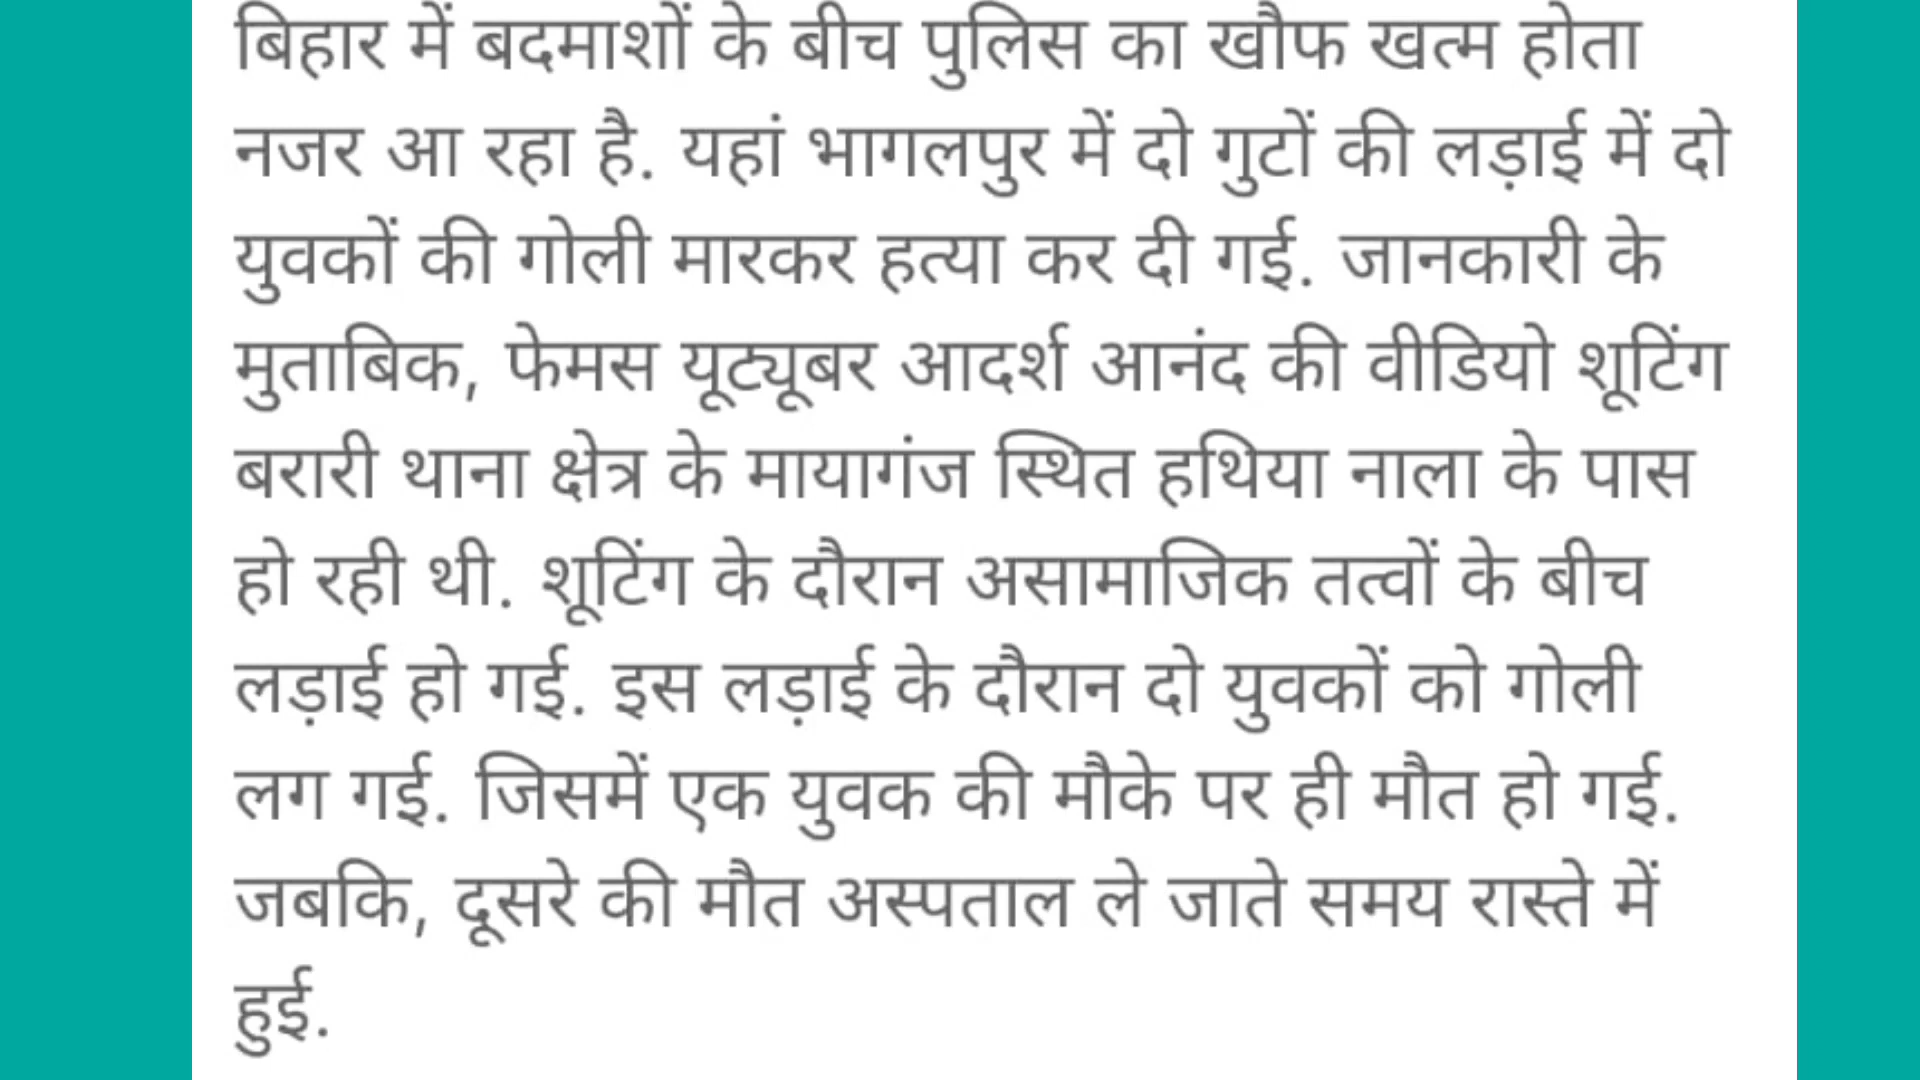 बिहार में बदमाशों के बीच पुलिस का खौफ खत्म होता
नजर आ रहा है. यहां भागलपुर में दो गुटों की लड़ाई में दो
युवकों की गोली मारकर हत्या कर दी गई. जानकारी के
मुताबिक, फेमस यूट्यूबर आदर्श आनंद की वीडियो शूटिंग
बरारी थाना क्षेत्र के मायागंज स्थित हथिया नाला के पास
हो रही थी. शूटिंग के दौरान असामाजिक तत्वों के बीच
लड़ाई हो गई. इस लड़ाई के दौरान दो युवकों को गोली
लग गई. जिसमें एक युवक की मौके पर ही मौत हो गई.
जबकि, दूसरे की मौत अस्पताल ले जाते समय रास्ते में
हुई.